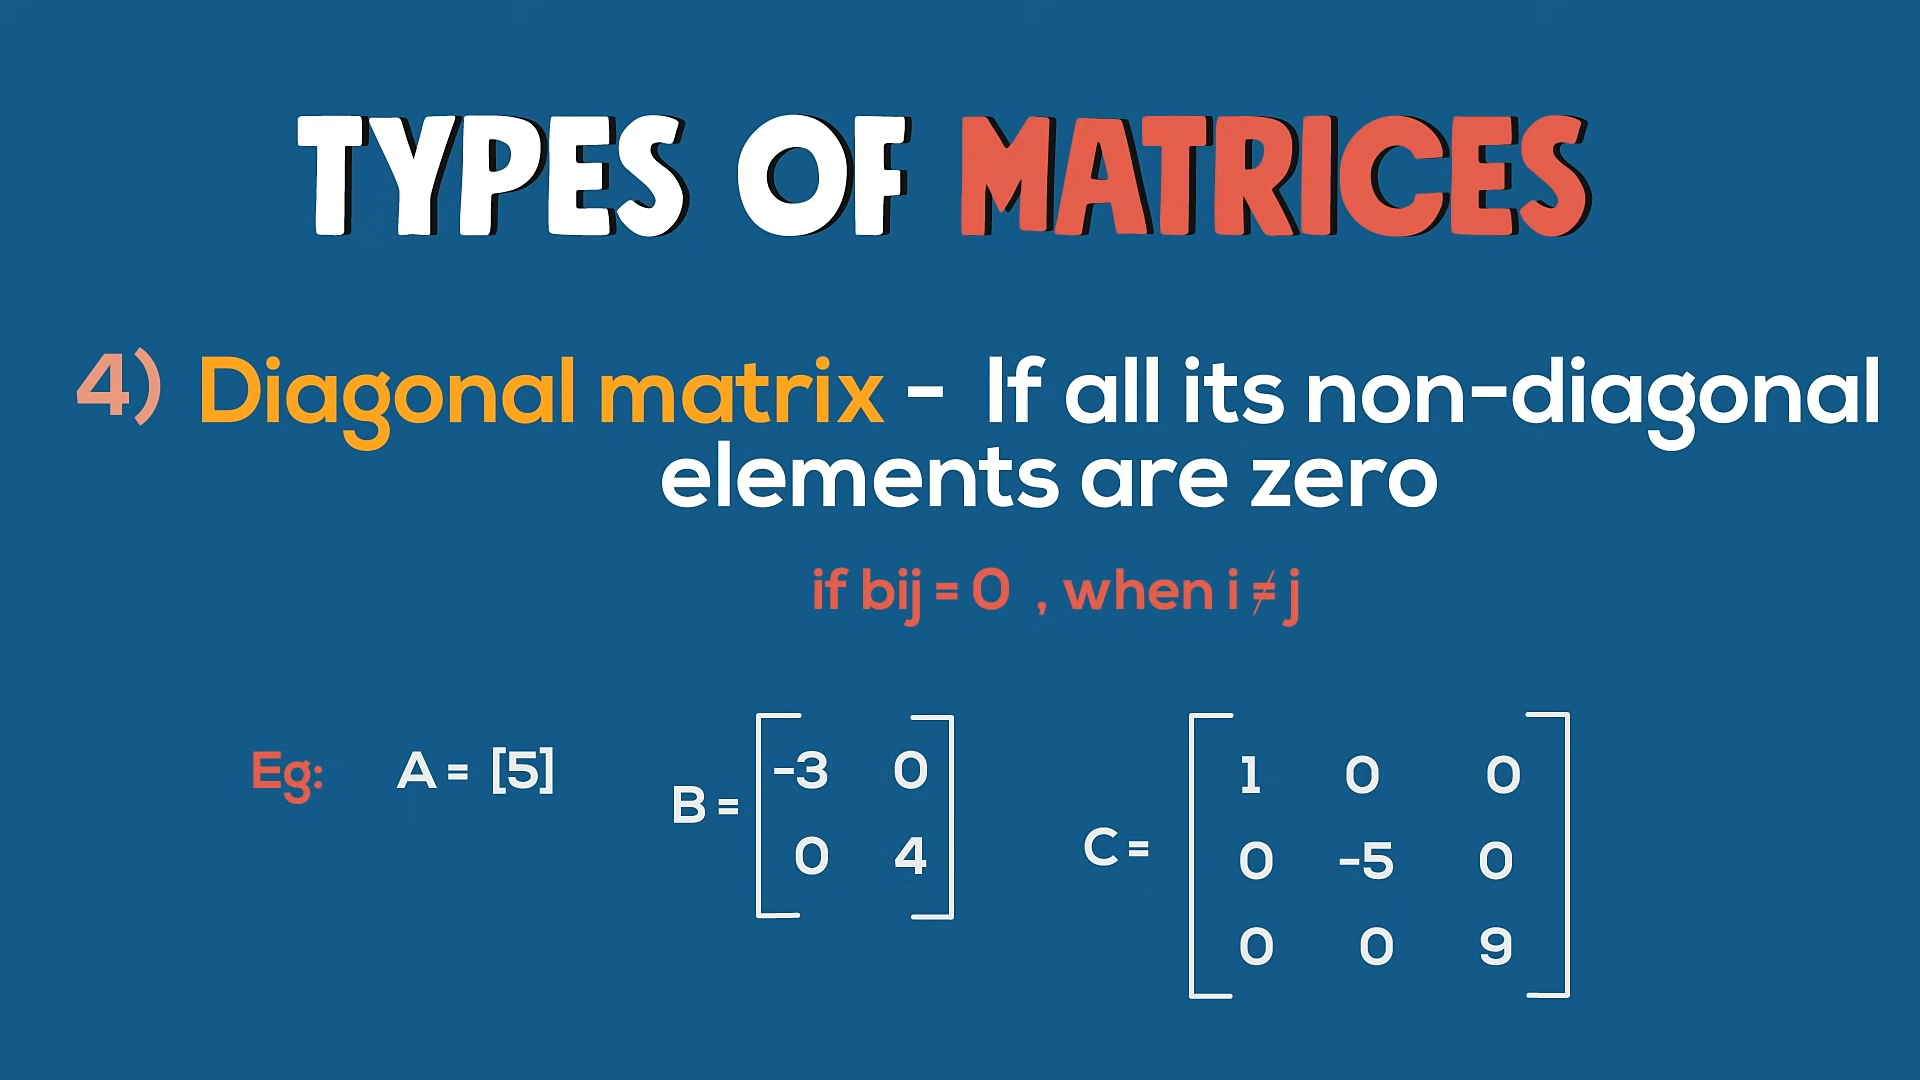 TYPES OF MATRICES
4) Diagonal matrix - If all its non-diagonal
elements are zero
if bij = 0 , when i ≠ j
Eg: A = [5]
B =
-3 0
0 4
C =
1 0 0
0 -5 0
0 0 9